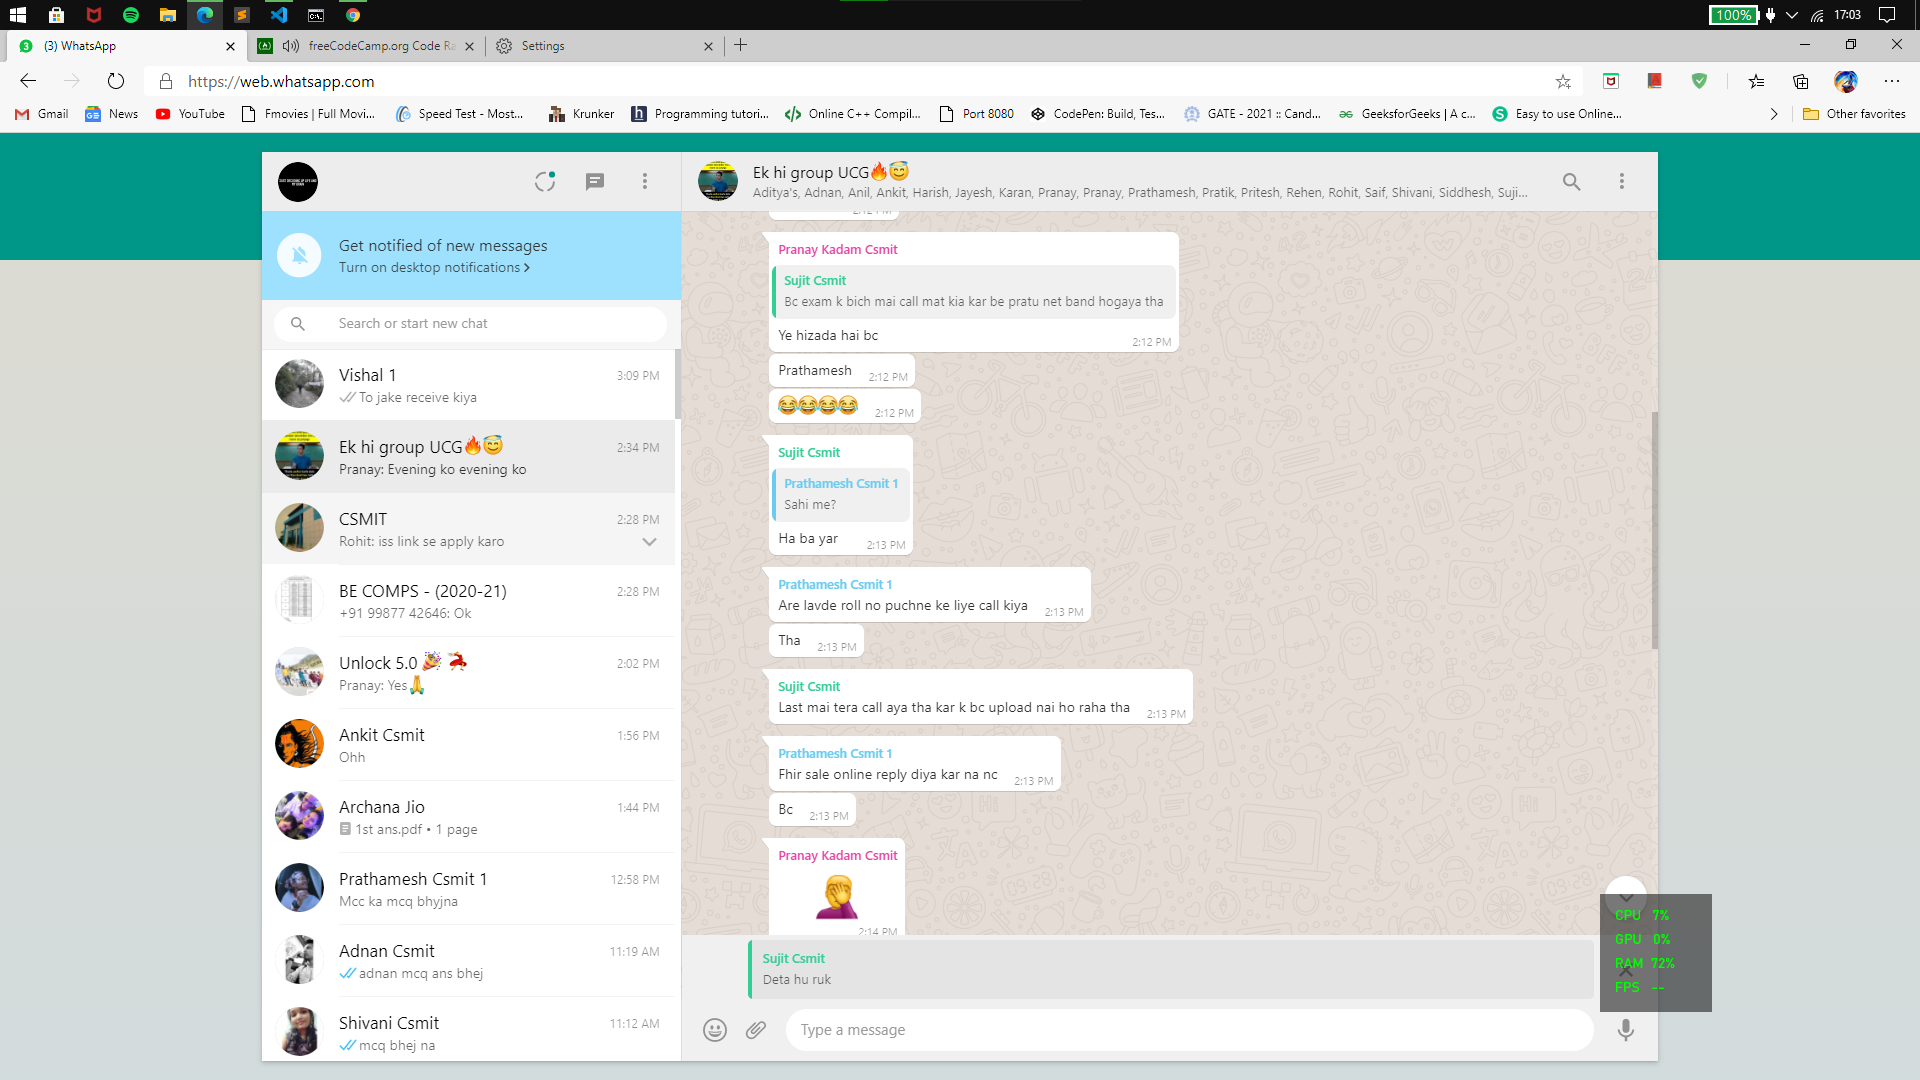 100%
17:03
(3) WhatsApp
freeCodeCamp.org Code Ra
Settings
https://web.whatsapp.com
Gmail
News
YouTube
Fmovies | Full Movi...
Speed Test - Most...
Krunker
Programming tutori...
Online C++ Compil...
Port 8080
CodePen: Build, Tes...
GATE - 2021 :: Cand...
GeeksforGeeks | A c...
Easy to use Online...
Other favorites
Get notified of new messages
Turn on desktop notifications >
Search or start new chat
Vishal 1
3:09 PM
To jake receive kiya
Ek hi group UCG🔥😇
2:34 PM
Pranay: Evening ko evening ko
CSMIT
2:28 PM
Rohit: iss link se apply karo
BE COMPS - (2020-21)
2:28 PM
+91 99877 42646: Ok
Unlock 5.0 🎉 💃
2:02 PM
Pranay: Yes🙏
Ankit Csmit
1:56 PM
Ohh
Archana Jio
1:44 PM
1st ans.pdf • 1 page
Prathamesh Csmit 1
12:58 PM
Mcc ka mcq bhyjna
Adnan Csmit
11:19 AM
adnan mcq ans bhej
Shivani Csmit
11:12 AM
mcq bhej na
Ek hi group UCG🔥😇
Aditya's, Adnan, Anil, Ankit, Harish, Jayesh, Karan, Pranay, Pranay, Prathamesh, Pratik, Pritesh, Rehen, Rohit, Saif, Shivani, Siddhesh, Suji...
2:12 PM
Pranay Kadam Csmit
Sujit Csmit
Bc exam k bich mai call mat kia kar be pratu net band hogaya tha
Ye hizada hai bc
2:12 PM
Prathamesh
2:12 PM
😂😂😂😂
2:12 PM
Sujit Csmit
Prathamesh Csmit 1
Sahi me?
Ha ba yar
2:13 PM
Prathamesh Csmit 1
Are lavde roll no puchne ke liye call kiya
2:13 PM
Tha
2:13 PM
Sujit Csmit
Last mai tera call aya tha kar k bc upload nai ho raha tha
2:13 PM
Prathamesh Csmit 1
Fhir sale online reply diya kar na nc
2:13 PM
Bc
2:13 PM
Pranay Kadam Csmit
🤦
2:14 PM
Sujit Csmit
Deta hu ruk
Type a message
CPU 7%
GPU 0%
RAM 72%
FPS --